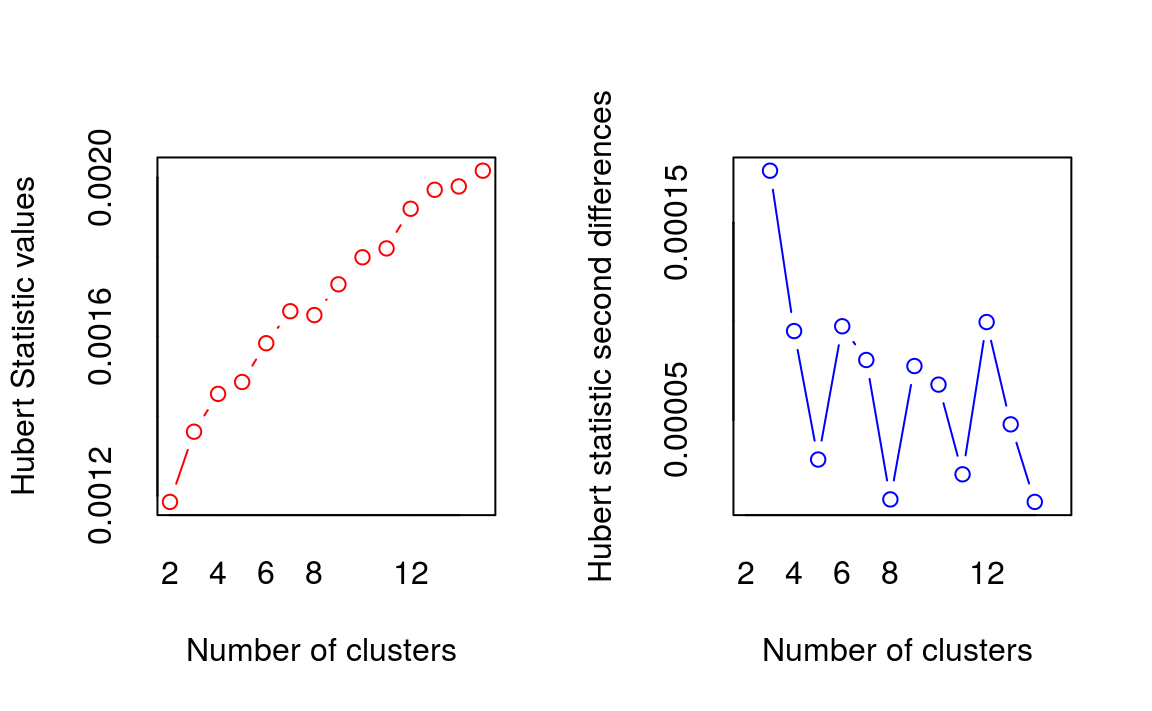 Hubert Statistic values
0.0020
0.0016
0.0012
2 4 6 8 12
Number of clusters
Hubert statistic second differences
0.00015
0.00005
2 4 6 8 12
Number of clusters